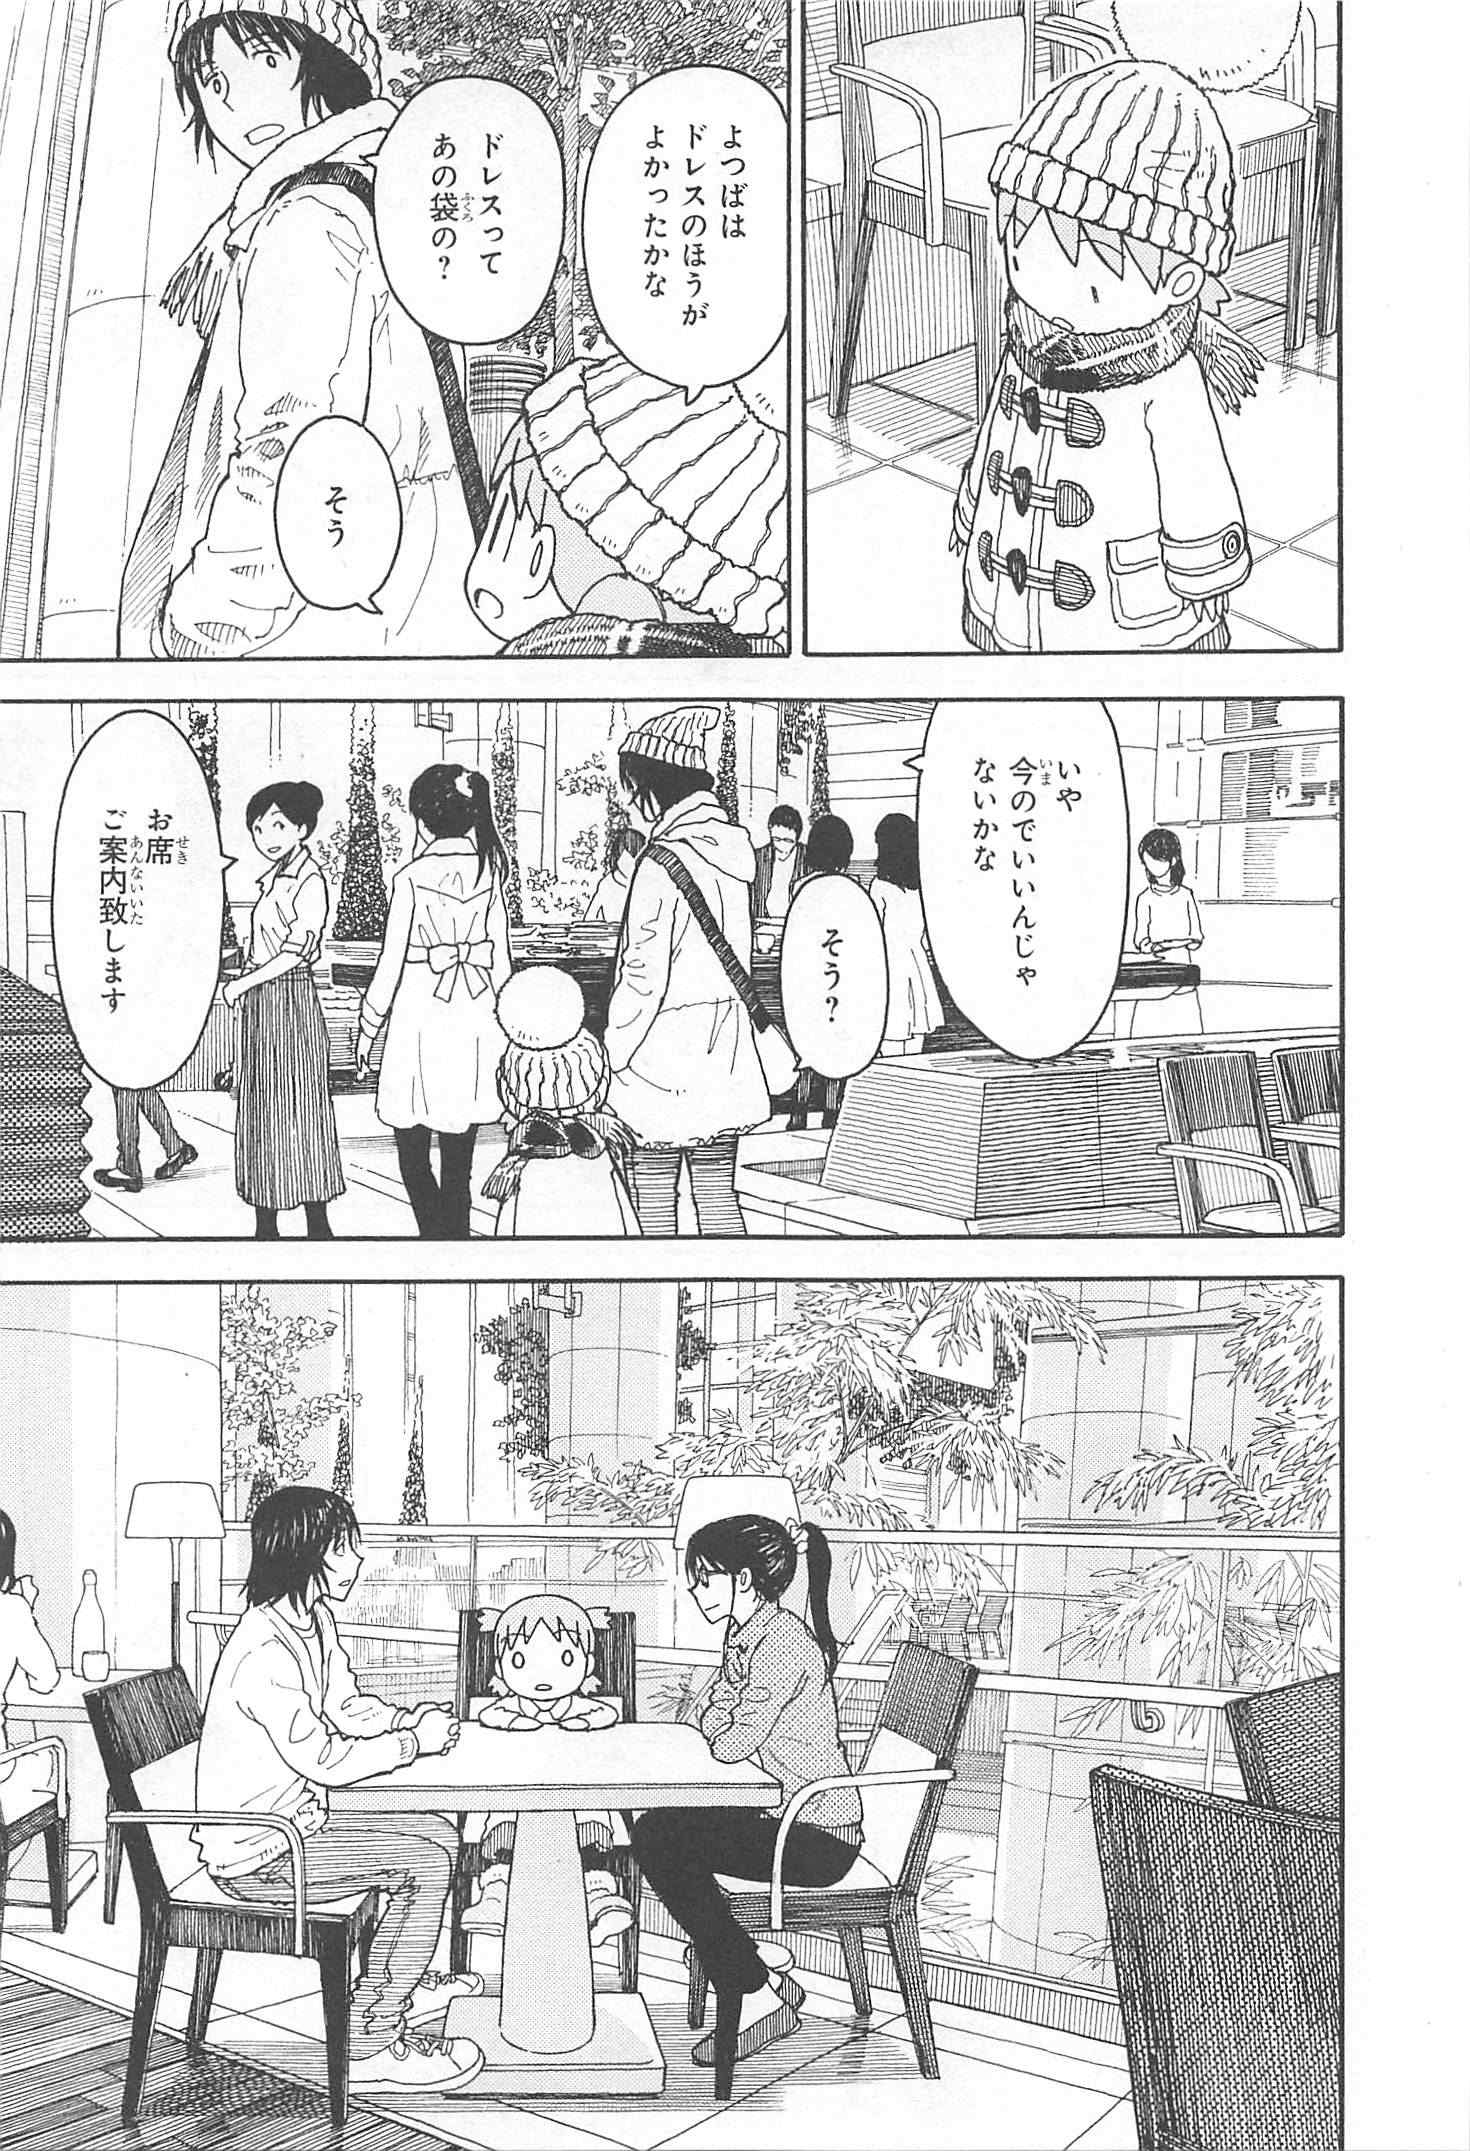 よつばは
ドレスのほうが
よかったかな
ドレスって
あの袋の？
そう
いや
今のでいいんじゃ
ないかな
そう？
お席
ご案内致します